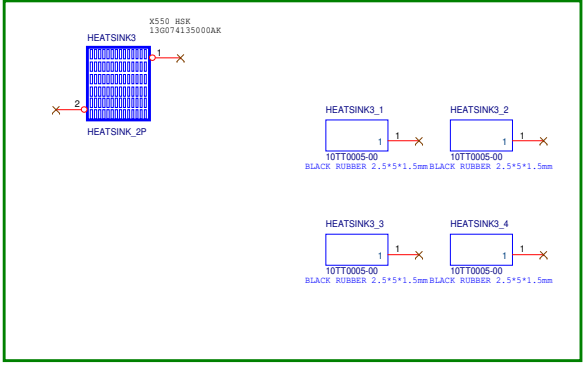 X550 HSK
13G074135000AK
HEATSINK3
1
2
HEATSINK_2P
HEATSINK3_1
HEATSINK3_2
1 1
1 1
10TT0005-00
10TT0005-00
BLACK RUBBER 2.5*5*1.5mm
BLACK RUBBER 2.5*5*1.5mm
HEATSINK3_3
HEATSINK3_4
1 1
1 1
10TT0005-00
10TT0005-00
BLACK RUBBER 2.5*5*1.5mm
BLACK RUBBER 2.5*5*1.5mm